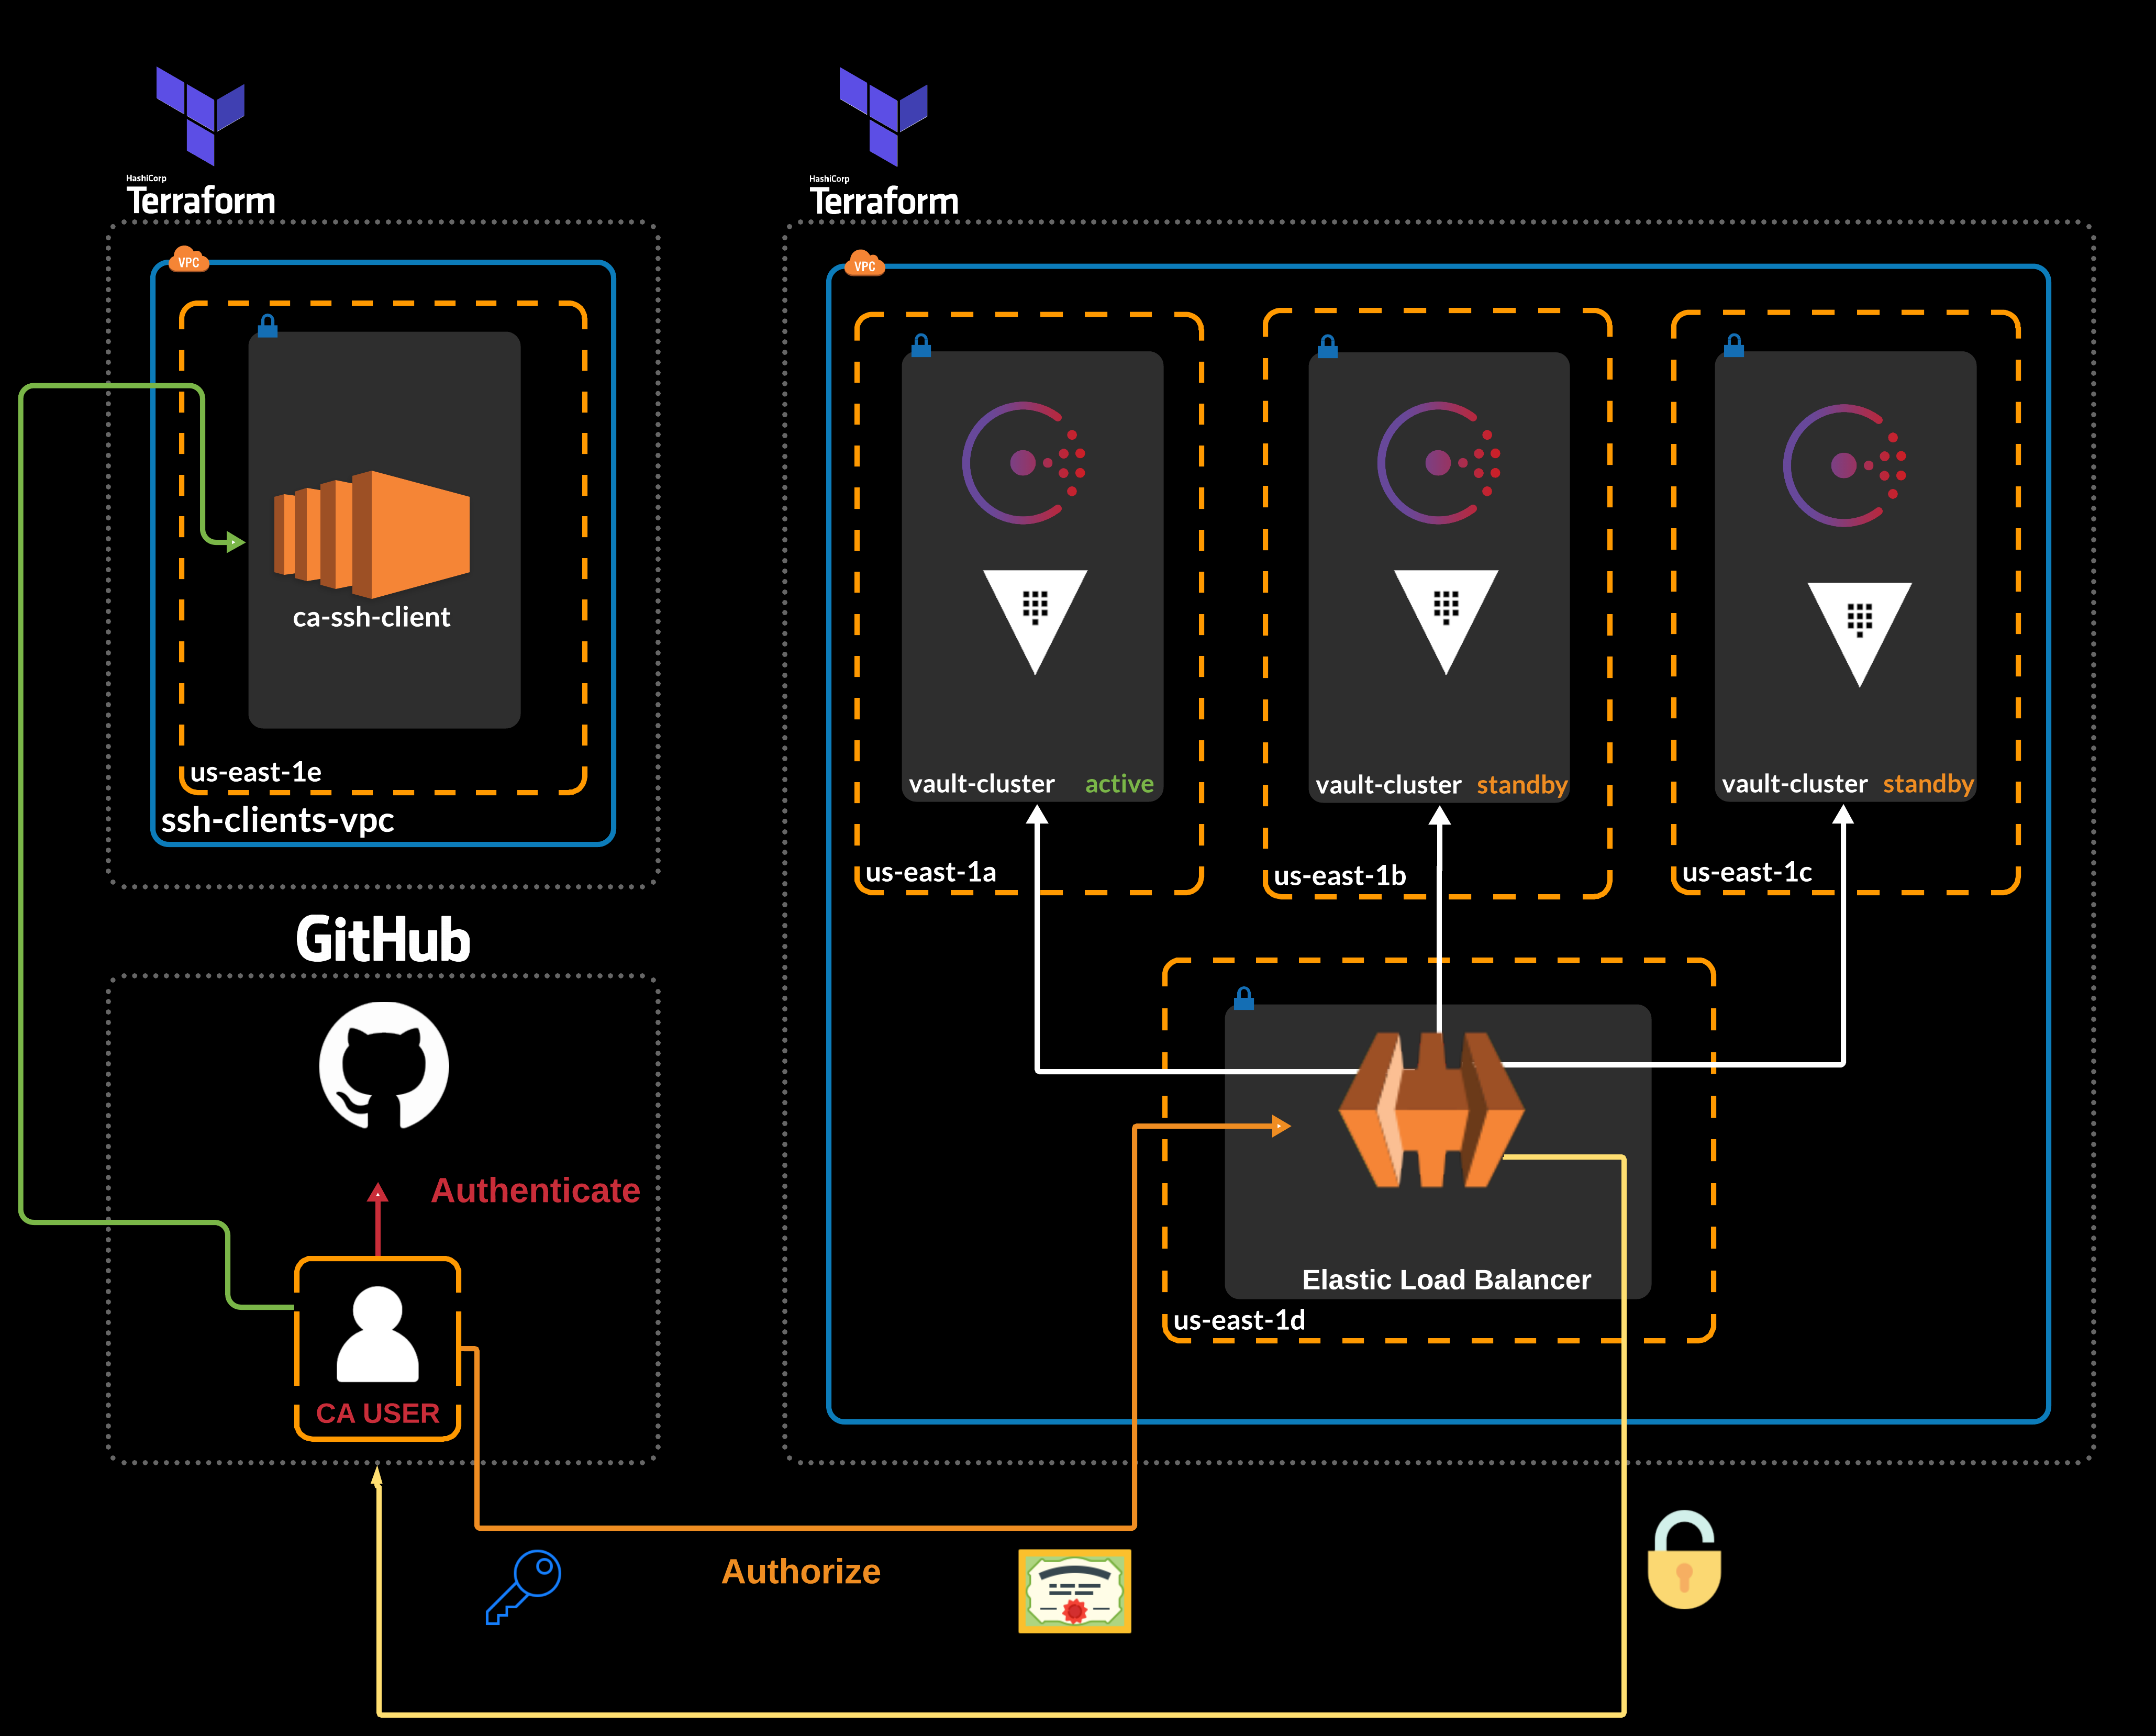 HashiCorp
Terraform
VPC
ca-ssh-client
us-east-1e
ssh-clients-vpc
GitHub
Authenticate
CA USER
HashiCorp
Terraform
VPC
vault-cluster active
us-east-1a
vault-cluster standby
us-east-1b
vault-cluster standby
us-east-1c
Elastic Load Balancer
us-east-1d
Authorize